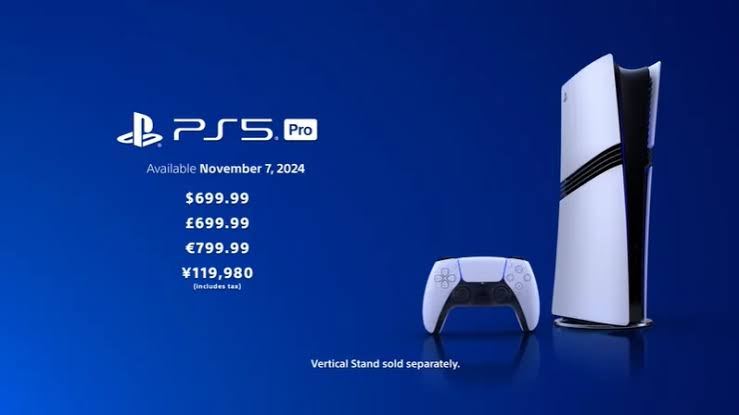 PS5 Pro
Available November 7, 2024
$699.99
£699.99
€799.99
¥119,980
(includes tax)
Vertical Stand sold separately.